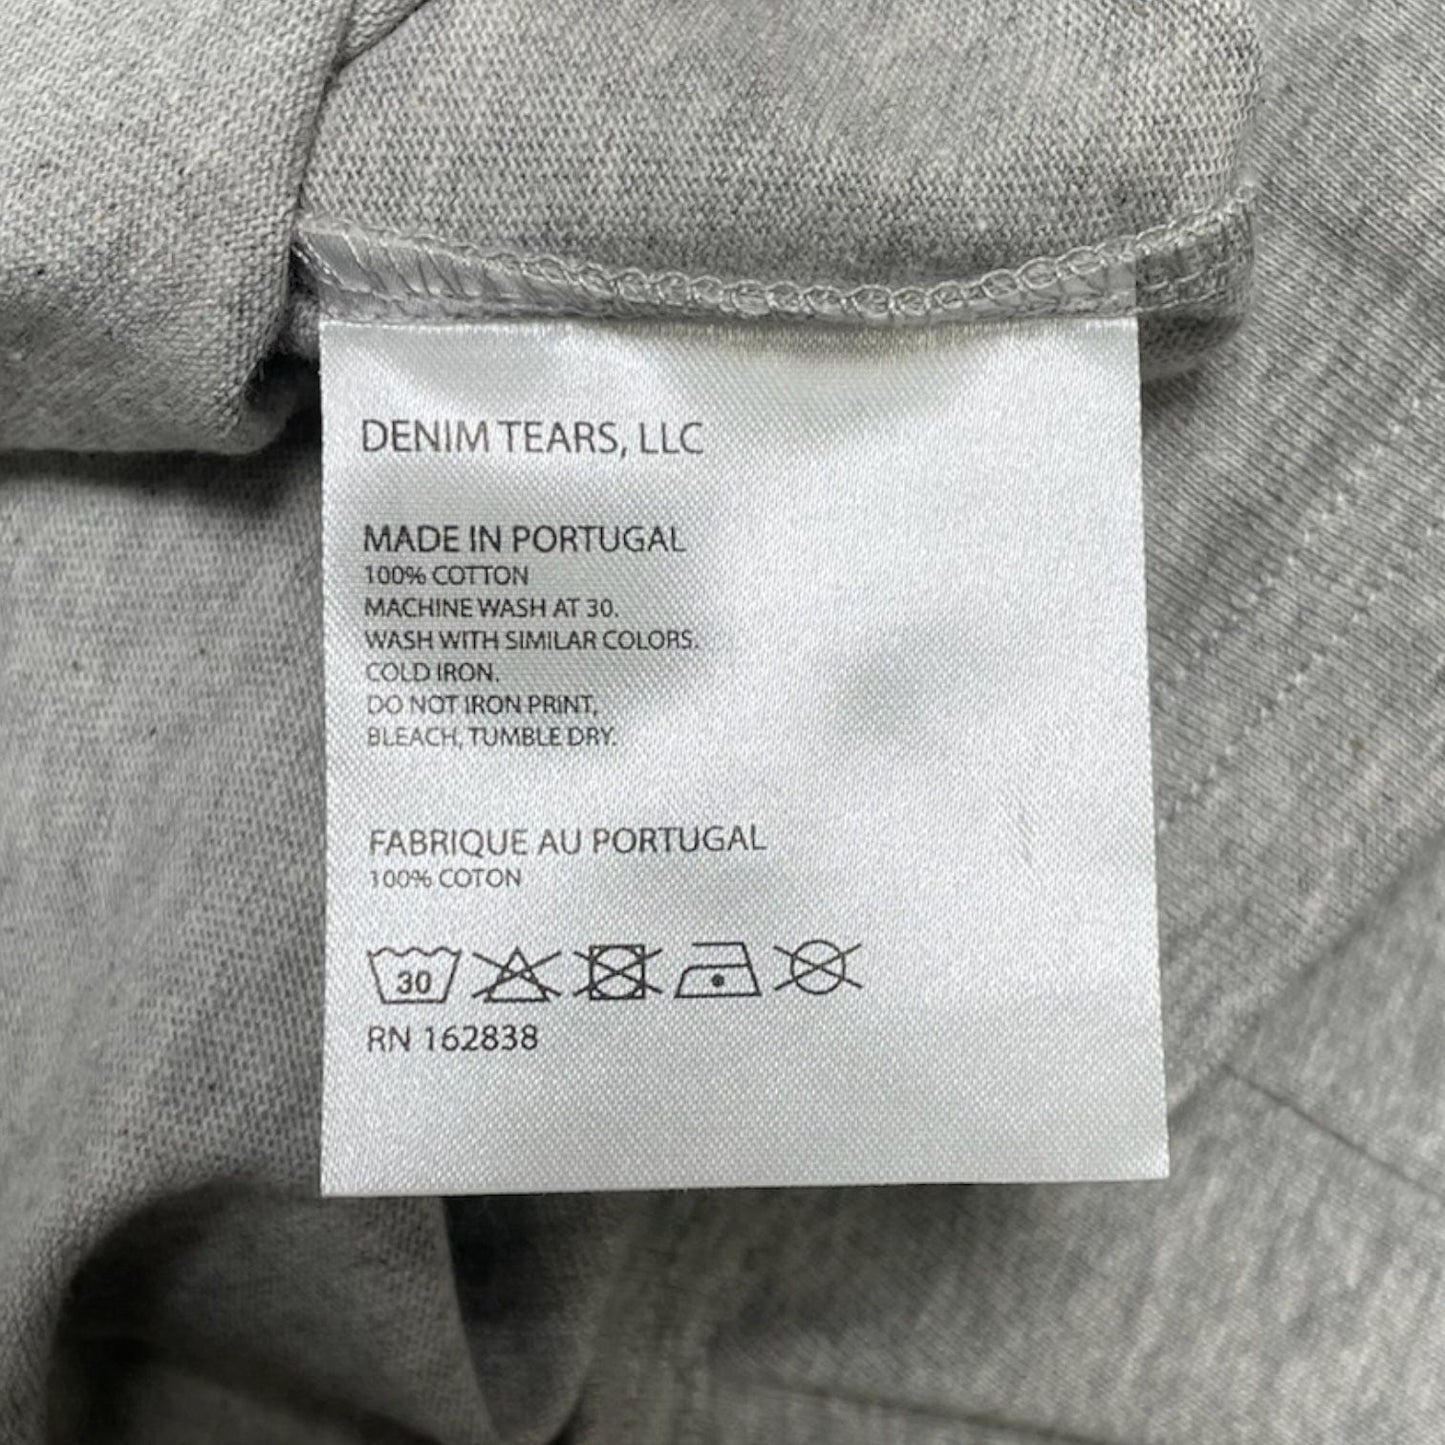 DENIM TEARS, LLC
MADE IN PORTUGAL
100% COTTON
MACHINE WASH AT 30.
WASH WITH SIMILAR COLORS.
COLD IRON.
DO NOT IRON PRINT,
BLEACH, TUMBLE DRY.
FABRIQUE AU PORTUGAL
100% COTON
30
RN 162838